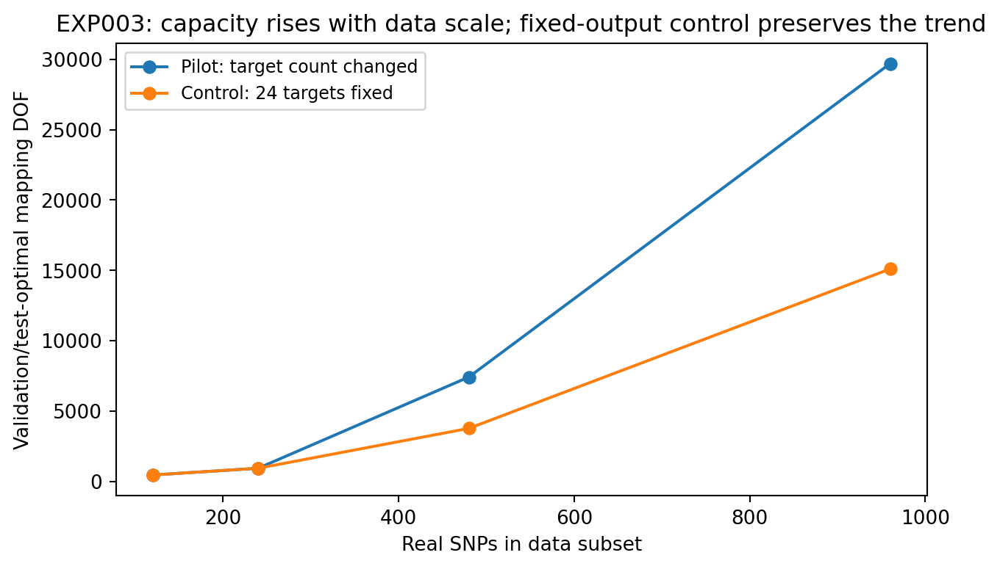 EXP003: capacity rises with data scale; fixed-output control preserves the trend
Pilot: target count changed
Control: 24 targets fixed
Validation/test-optimal mapping DOF
30000
25000
20000
15000
10000
5000
0
200
400
600
800
1000
Real SNPs in data subset